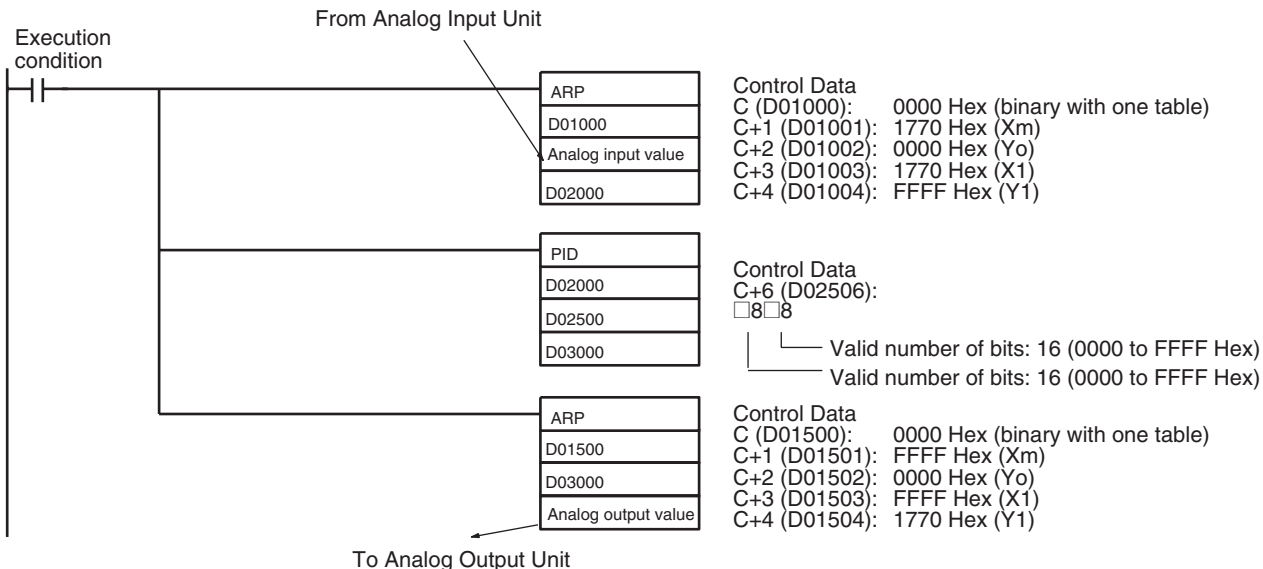 From Analog Input Unit
Execution
condition
ARP
D01000
Analog input value
D02000
Control Data
C (D01000): 0000 Hex (binary with one table)
C+1 (D01001): 1770 Hex (Xm)
C+2 (D01002): 0000 Hex (Yo)
C+3 (D01003): 1770 Hex (X1)
C+4 (D01004): FFFF Hex (Y1)
PID
D02000
D02500
D03000
Control Data
C+6 (D02506):
□8□8
Valid number of bits: 16 (0000 to FFFF Hex)
Valid number of bits: 16 (0000 to FFFF Hex)
ARP
D01500
D03000
Analog output value
Control Data
C (D01500): 0000 Hex (binary with one table)
C+1 (D01501): FFFF Hex (Xm)
C+2 (D01502): 0000 Hex (Yo)
C+3 (D01503): FFFF Hex (X1)
C+4 (D01504): 1770 Hex (Y1)
To Analog Output Unit